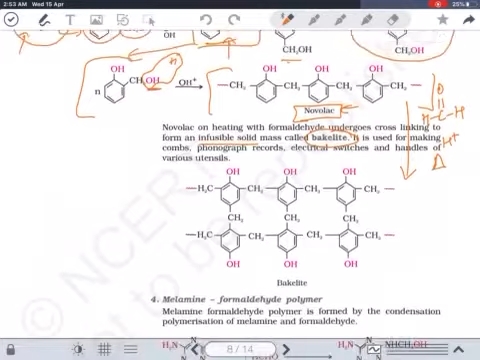 2:53 AM Wed 15 Apr
25%
OH
CH₂OH
CH₂OH
OH
CH₂OH
n
OH⁺
H
OH OH OH
—CH₂ CH₂ CH₂ CH₂—
Novolac
O
H-C-H
H⁺
Δ
Novolac on heating with formaldehyde undergoes cross linking to
form an infusible solid mass called bakelite. It is used for making
combs, phonograph records, electrical switches and handles of
various utensils.
OH OH OH
—H₂C CH₂ CH₂ CH₂—
CH₂ CH₂ CH₂
—H₂C CH₂ CH₂ CH₂—
OH OH OH
Bakelite
4. Melamine – formaldehyde polymer
Melamine formaldehyde polymer is formed by the condensation
polymerisation of melamine and formaldehyde.
8 / 14
H₂N
H₂N
NHCH₂OH